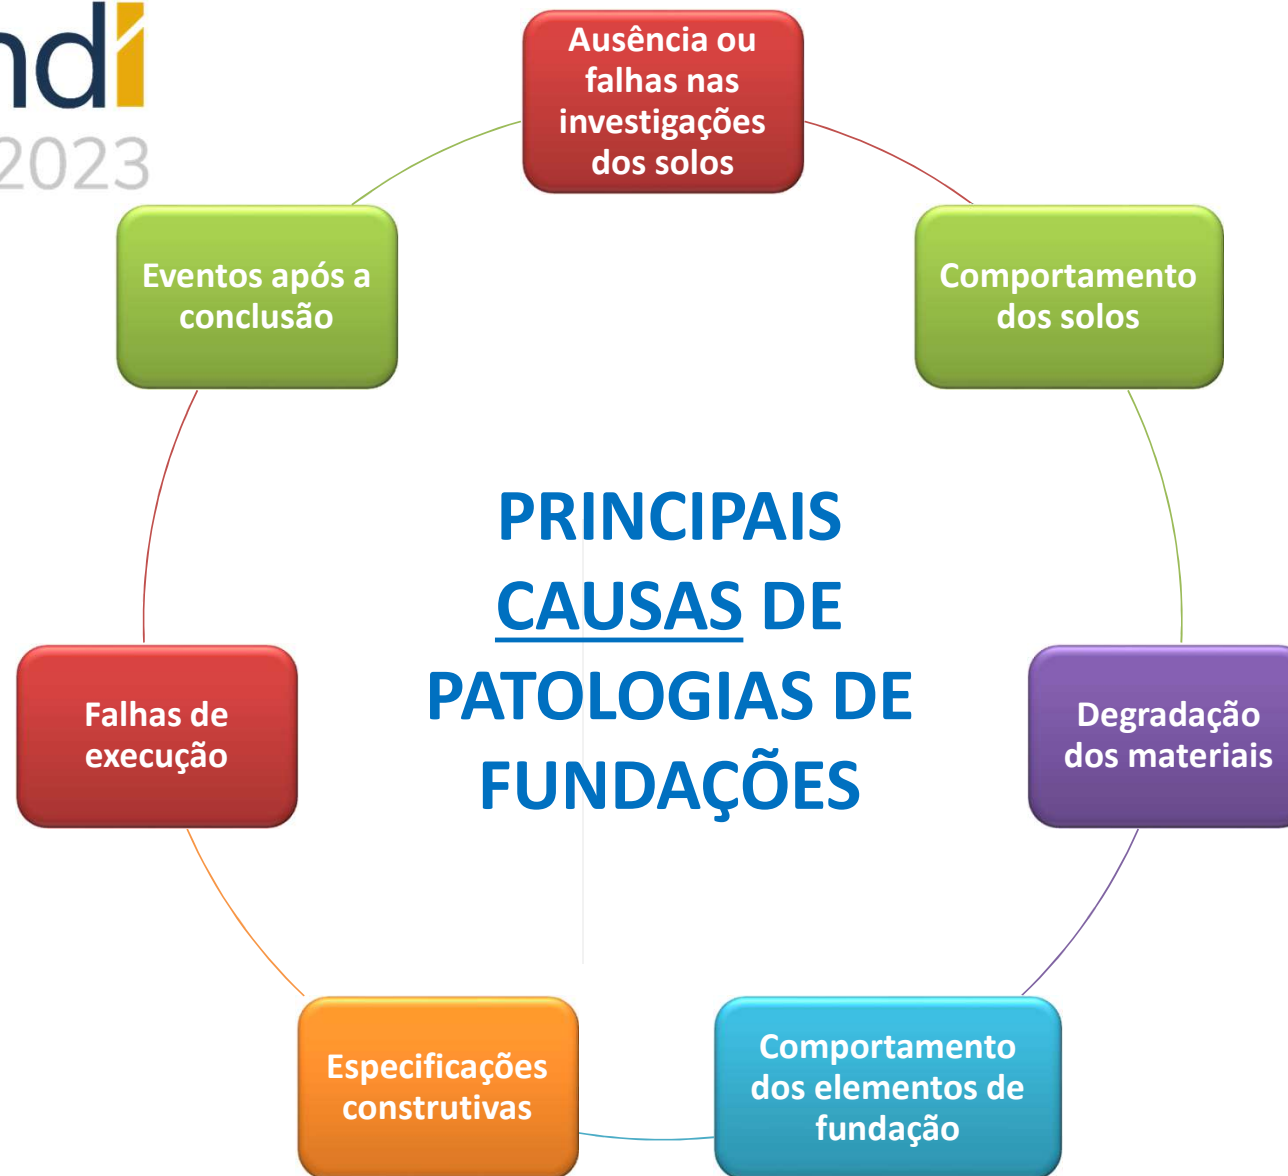 ndi
2023
Ausência ou
falhas nas
investigações
dos solos
Eventos após a
conclusão
Comportamento
dos solos
PRINCIPAIS
CAUSAS DE
PATOLOGIAS DE
FUNDAÇÕES
Falhas de
execução
Degradação
dos materiais
Especificações
construtivas
Comportamento
dos elementos de
fundação